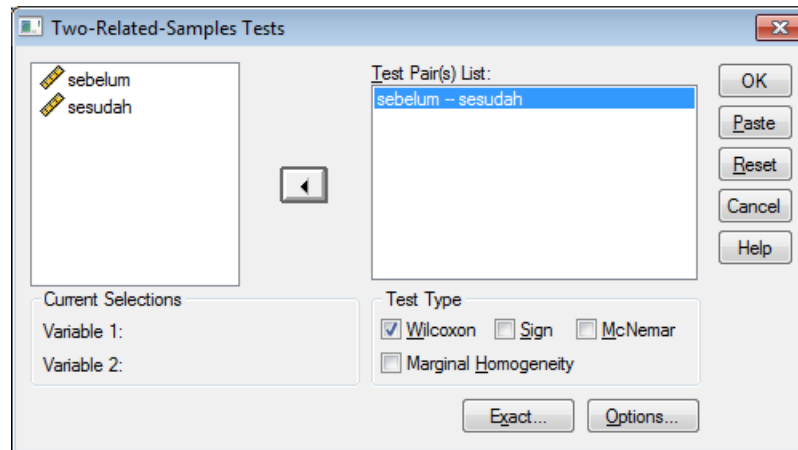 Two-Related-Samples Tests
sebelum
sesudah
Test Pair(s) List:
sebelum -- sesudah
OK
Paste
Reset
Cancel
Help
Current Selections
Variable 1:
Variable 2:
Test Type
Wilcoxon Sign McNemar
Marginal Homogeneity
Exact... Options...